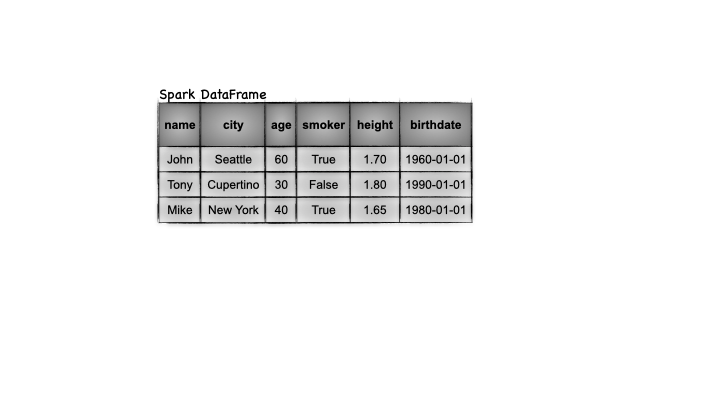 Spark DataFrame
name city age smoker height birthdate
John Seattle 60 True 1.70 1960-01-01
Tony Cupertino 30 False 1.80 1990-01-01
Mike New York 40 True 1.65 1980-01-01